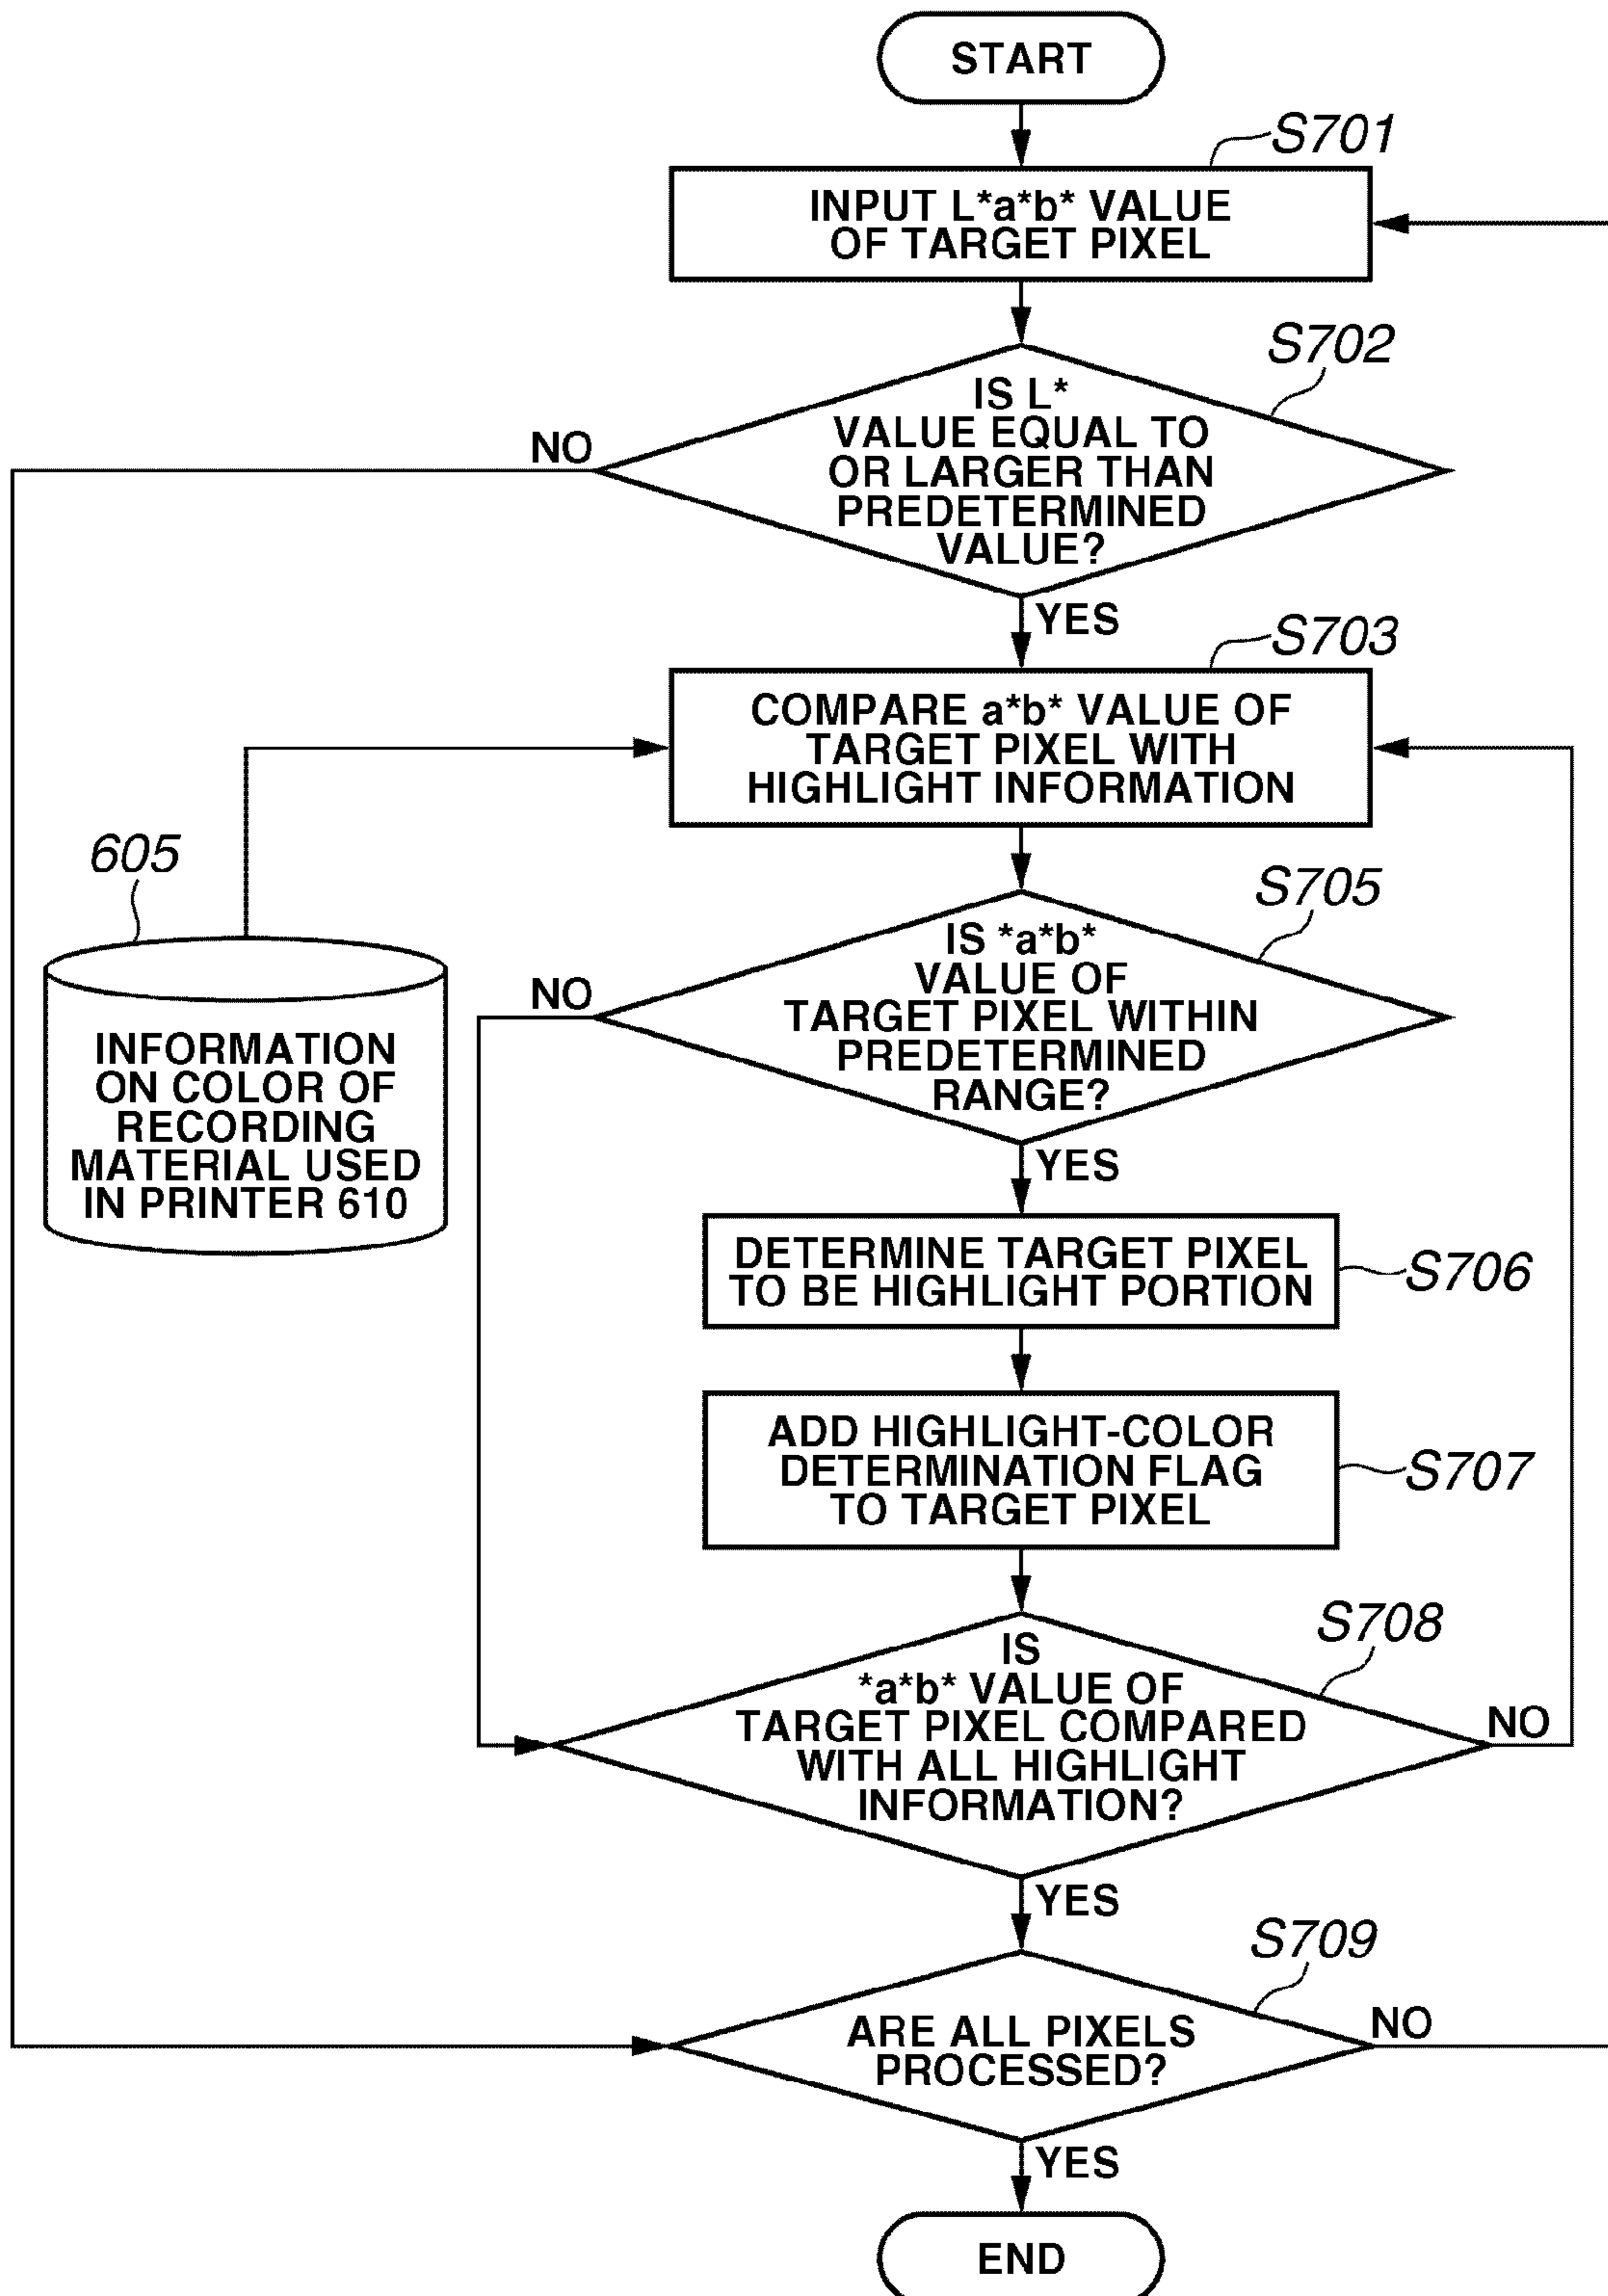 START
S701
INPUT L*a*b* VALUE
OF TARGET PIXEL
S702
IS L*
VALUE EQUAL TO
OR LARGER THAN
PREDETERMINED
VALUE?
NO
YES
S703
COMPARE a*b* VALUE OF
TARGET PIXEL WITH
HIGHLIGHT INFORMATION
605
INFORMATION
ON COLOR OF
RECORDING
MATERIAL USED
IN PRINTER 610
S705
IS *a*b*
VALUE OF
TARGET PIXEL WITHIN
PREDETERMINED
RANGE?
NO
YES
DETERMINE TARGET PIXEL
TO BE HIGHLIGHT PORTION
S706
ADD HIGHLIGHT-COLOR
DETERMINATION FLAG
TO TARGET PIXEL
S707
S708
IS
*a*b* VALUE OF
TARGET PIXEL COMPARED
WITH ALL HIGHLIGHT
INFORMATION?
NO
YES
S709
ARE ALL PIXELS
PROCESSED?
NO
YES
END